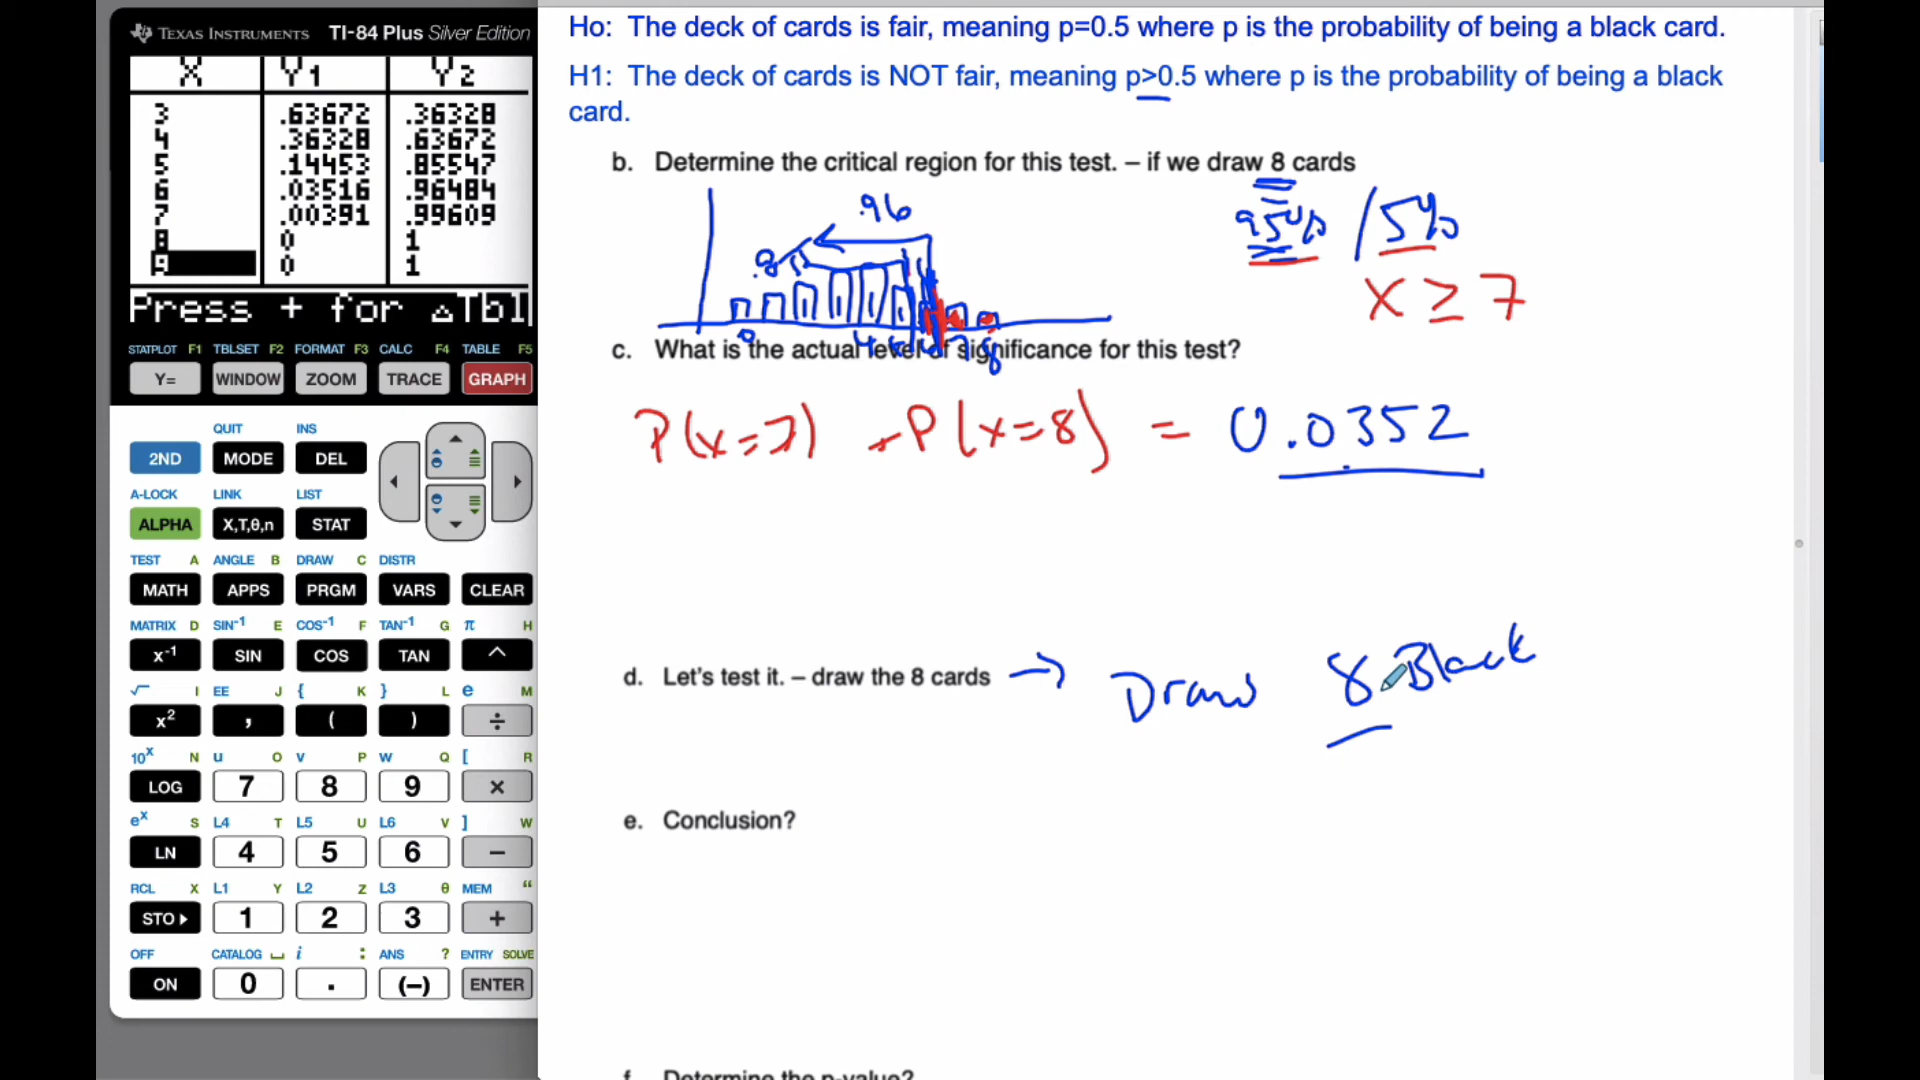 TEXAS INSTRUMENTS TI-84 Plus Silver Edition
X Y1 Y2
3 .63672 .36328
4 .36328 .63672
5 .14453 .85547
6 .03516 .96484
7 .00391 .99609
8 0 1
9 0 1
Press + for △Tbl
STATPLOT F1 TBLSET F2 FORMAT F3 CALC F4 TABLE F5
Y= WINDOW ZOOM TRACE GRAPH
QUIT INS
2ND MODE DEL
A-LOCK LINK LIST
ALPHA X,T,θ,n STAT
TEST A ANGLE B DRAW C DISTR
MATH APPS PRGM VARS CLEAR
MATRIX D SIN-1 E COS-1 F TAN-1 G π H
x-1 SIN COS TAN ^
√ I EE J { K } L e M
x2 , ( ) ÷
10x N u O v P w Q [ R
LOG 7 8 9 ×
ex S L4 T L5 U L6 V ] W
LN 4 5 6 −
RCL X L1 Y L2 Z L3 θ MEM “
STO▸ 1 2 3 +
OFF CATALOG ⎵ i : ANS ? ENTRY SOLVE
ON 0 . (−) ENTER
Ho: The deck of cards is fair, meaning p=0.5 where p is the probability of being a black card.
H1: The deck of cards is NOT fair, meaning p>0.5 where p is the probability of being a black
card.
b. Determine the critical region for this test. – if we draw 8 cards
.96
95% / 5%
X ≥ 7
c. What is the actual level of significance for this test?
P(x=7) + P(x=8) = 0.0352
d. Let's test it. – draw the 8 cards → Draw 8 Black
e. Conclusion?
f. Determine the p-value?